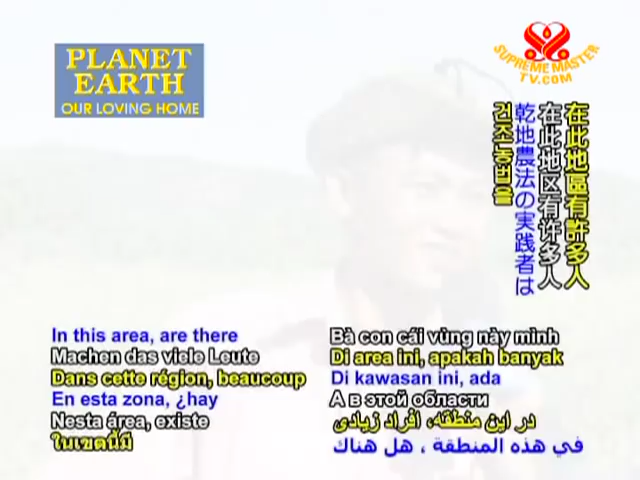 PLANET
EARTH
OUR LOVING HOME
SUPREME MASTER
TV.COM
在此地區有許多人
在此地区有许多人
乾地農法の実践者は
건조농법을
In this area, are there
Machen das viele Leute
Dans cette région, beaucoup
En esta zona, ¿hay
Nesta área, existe
ในเขตนี้มี
Bà con cái vùng này mình
Di area ini, apakah banyak
Di kawasan ini, ada
А в этой области
در این منطقه، افراد زیادی
في هذه المنطقة ، هل هناك